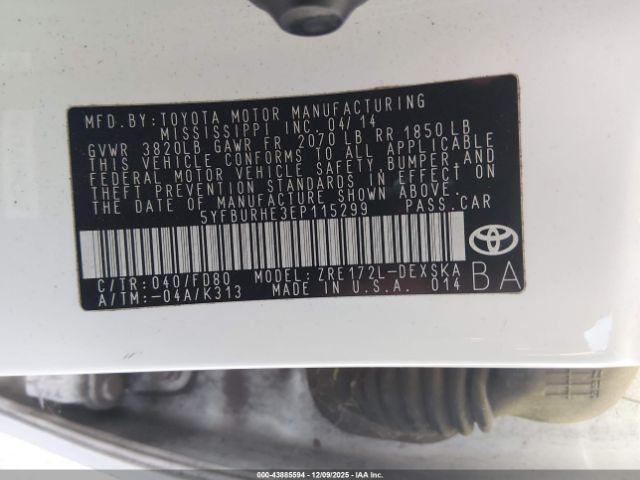 MFD. BY: TOYOTA MOTOR MANUFACTURING
MISSISSIPPI INC. 04/14
GVWR 3820LB GAWR FR 2070 LB RR 1850 LB
THIS VEHICLE CONFORMS TO ALL APPLICABLE
FEDERAL MOTOR VEHICLE SAFETY, BUMPER AND
THEFT PREVENTION STANDARDS IN EFFECT ON
THE DATE OF MANUFACTURE SHOWN ABOVE.
5YFBURHE3EP115299 PASS.CAR
C/TR: 040/FD80 MODEL: ZRE172L-DEXSKA
A/TM: -04A/K313 MADE IN U.S.A. 014
BA
000-43885594 - 12/09/2025 - IAA, Inc.